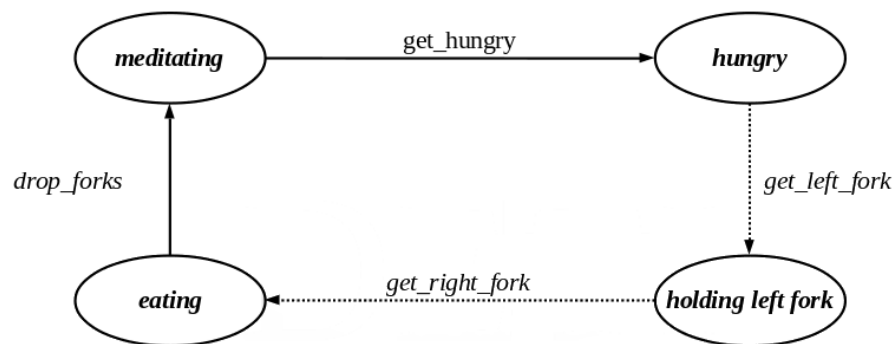 get_hungry
meditating
hungry
drop_forks
get_left_fork
get_right_fork
eating
holding left fork